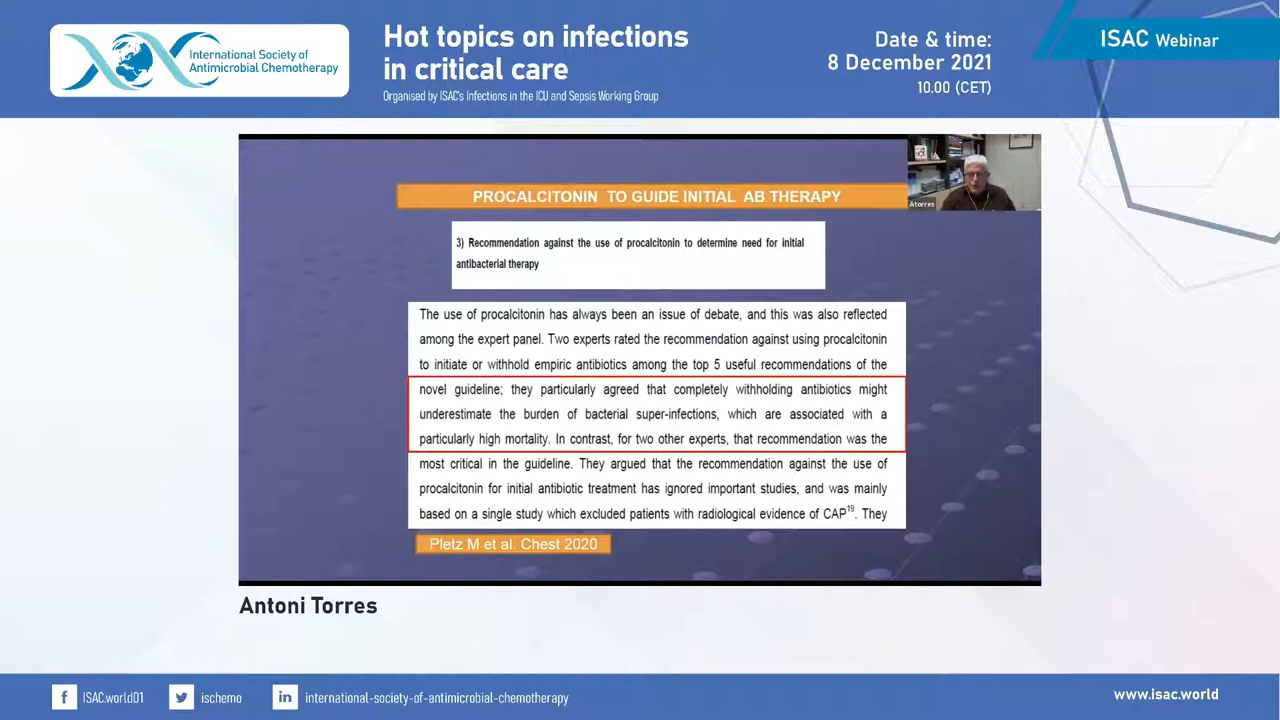 International Society of
Antimicrobial Chemotherapy
Hot topics on infections
in critical care
Organised by ISAC's Infections in the ICU and Sepsis Working Group
Date & time:
8 December 2021
10.00 (CET)
ISAC Webinar
PROCALCITONIN TO GUIDE INITIAL AB THERAPY
Atorres
3) Recommendation against the use of procalcitonin to determine need for initial
antibacterial therapy
The use of procalcitonin has always been an issue of debate, and this was also reflected
among the expert panel. Two experts rated the recommendation against using procalcitonin
to initiate or withhold empiric antibiotics among the top 5 useful recommendations of the
novel guideline; they particularly agreed that completely withholding antibiotics might
underestimate the burden of bacterial super-infections, which are associated with a
particularly high mortality. In contrast, for two other experts, that recommendation was the
most critical in the guideline. They argued that the recommendation against the use of
procalcitonin for initial antibiotic treatment has ignored important studies, and was mainly
based on a single study which excluded patients with radiological evidence of CAP19. They
Pletz M et al. Chest 2020
Antoni Torres
ISAC.world01
ischemo
international-society-of-antimicrobial-chemotherapy
www.isac.world